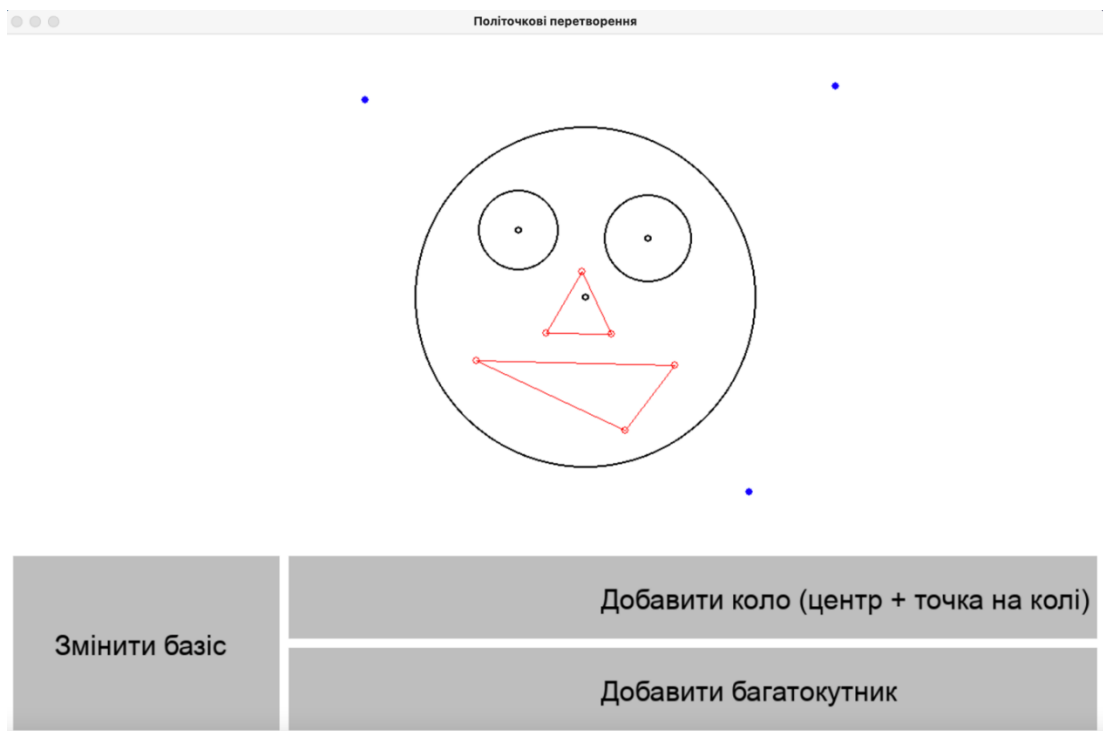 Політочкові перетворення
Змінити базіс
Добавити коло (центр + точка на колі)
Добавити багатокутник